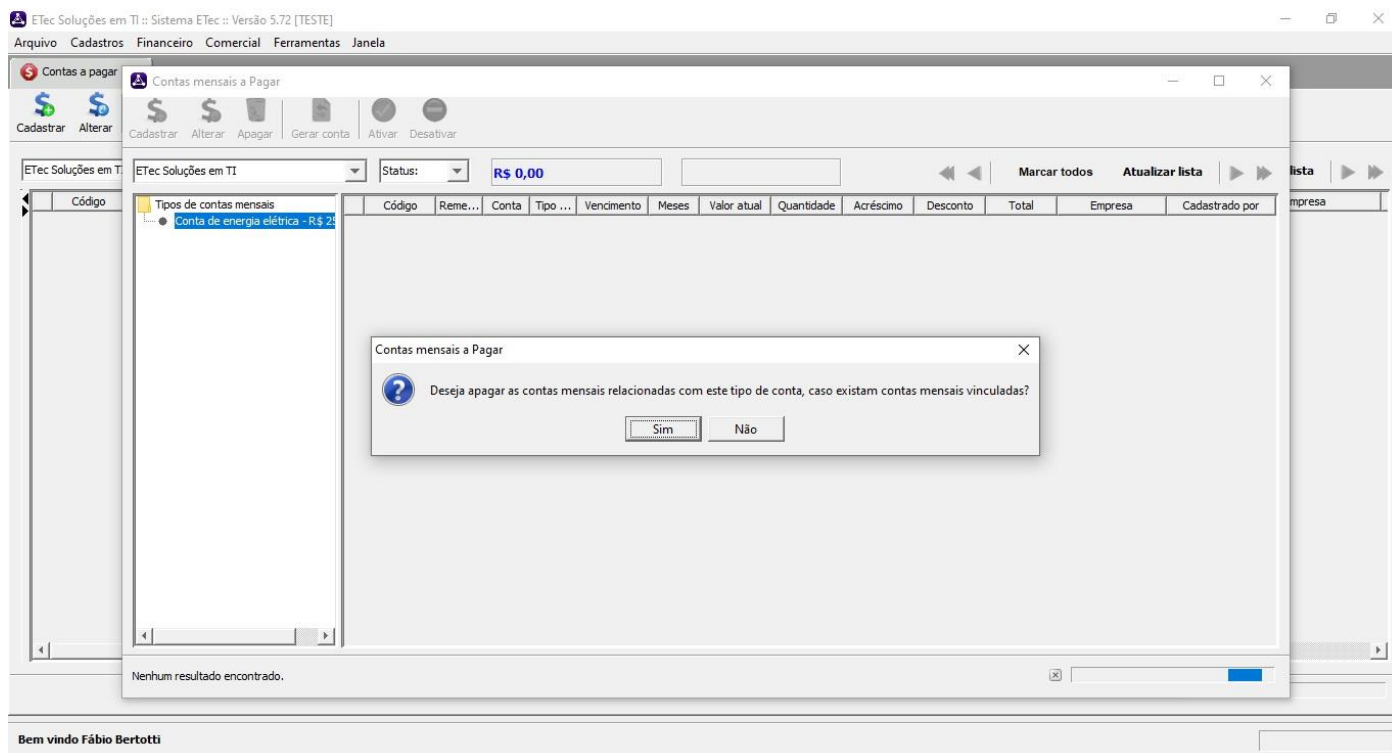 ETec Soluções em TI :: Sistema ETec :: Versão 5.72 [TESTE]
Arquivo Cadastros Financeiro Comercial Ferramentas Janela
Contas a pagar
Contas mensais a Pagar
Cadastrar Alterar
Cadastrar Alterar Apagar Gerar conta Ativar Desativar
ETec Soluções em T
ETec Soluções em TI Status: R$ 0,00 Marcar todos Atualizar lista
lista
Código
Tipos de contas mensais
Conta de energia elétrica - R$ 25
Código Reme... Conta Tipo ... Vencimento Meses Valor atual Quantidade Acréscimo Desconto Total Empresa Cadastrado por
mpresa
Contas mensais a Pagar
Deseja apagar as contas mensais relacionadas com este tipo de conta, caso existam contas mensais vinculadas?
Sim Não
Nenhum resultado encontrado.
Bem vindo Fábio Bertotti